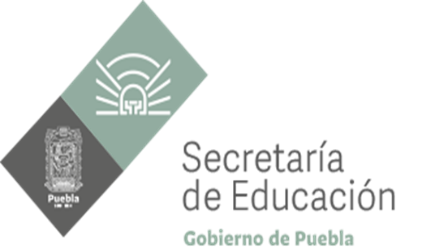 Puebla
Secretaría
de Educación
Gobierno de Puebla